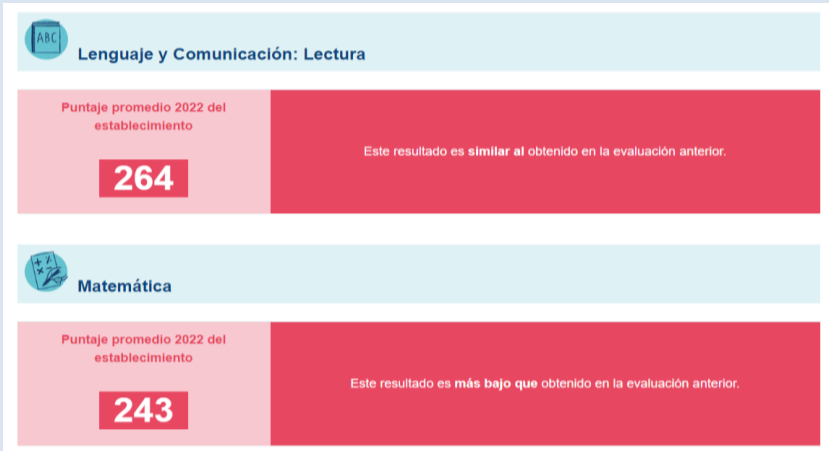 ABC
Lenguaje y Comunicación: Lectura
Puntaje promedio 2022 del
establecimiento
264
Este resultado es similar al obtenido en la evaluación anterior.
Matemática
Puntaje promedio 2022 del
establecimiento
243
Este resultado es más bajo que obtenido en la evaluación anterior.